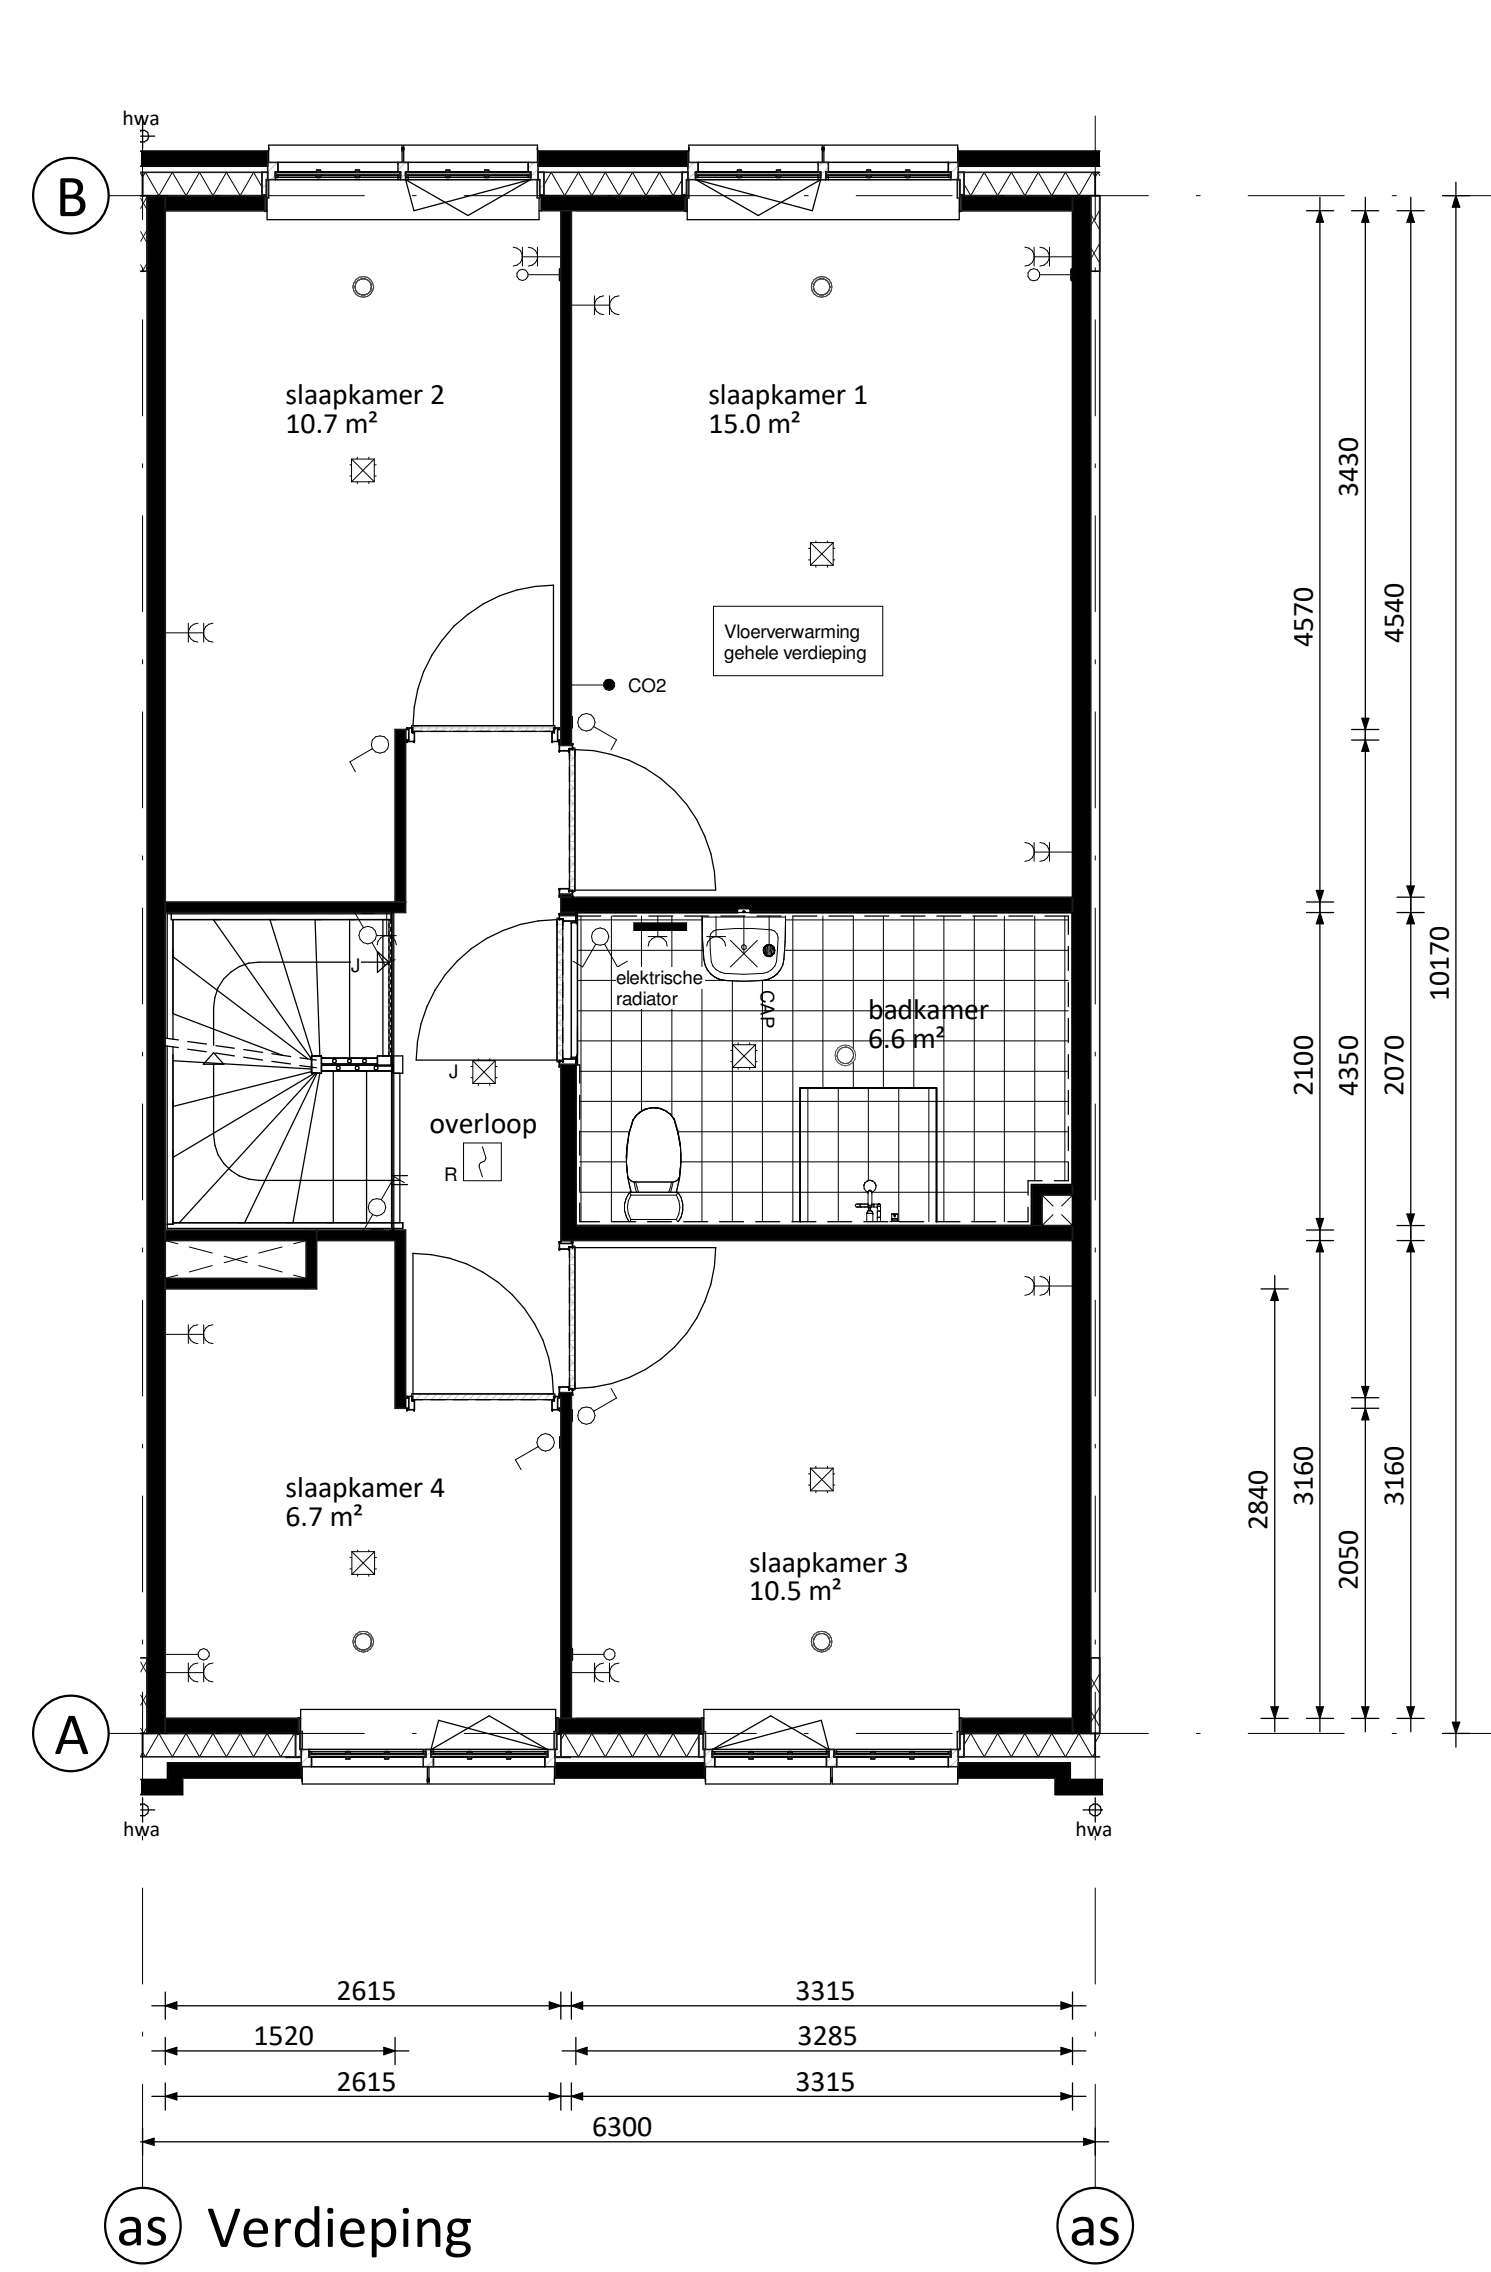 hwa
B
slaapkamer 2
10.7 m²
slaapkamer 1
15.0 m²
Vloerverwarming
gehele verdieping
CO2
3430
4570
4540
10170
J
elektrische
radiator
CAP
badkamer
6.6 m²
J
overloop
R
2100
4350
2070
slaapkamer 4
6.7 m²
slaapkamer 3
10.5 m²
2840
3160
2050
3160
A
hwa
hwa
2615
3315
1520
3285
2615
3315
6300
as
Verdieping
as